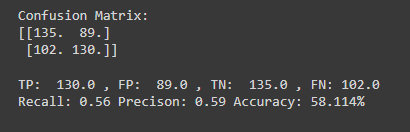 Confusion Matrix:
[[135.  89.]
 [102. 130.]]
TP:  130.0 , FP:  89.0 , TN:  135.0 , FN: 102.0
Recall: 0.56 Precison: 0.59 Accuracy: 58.114%